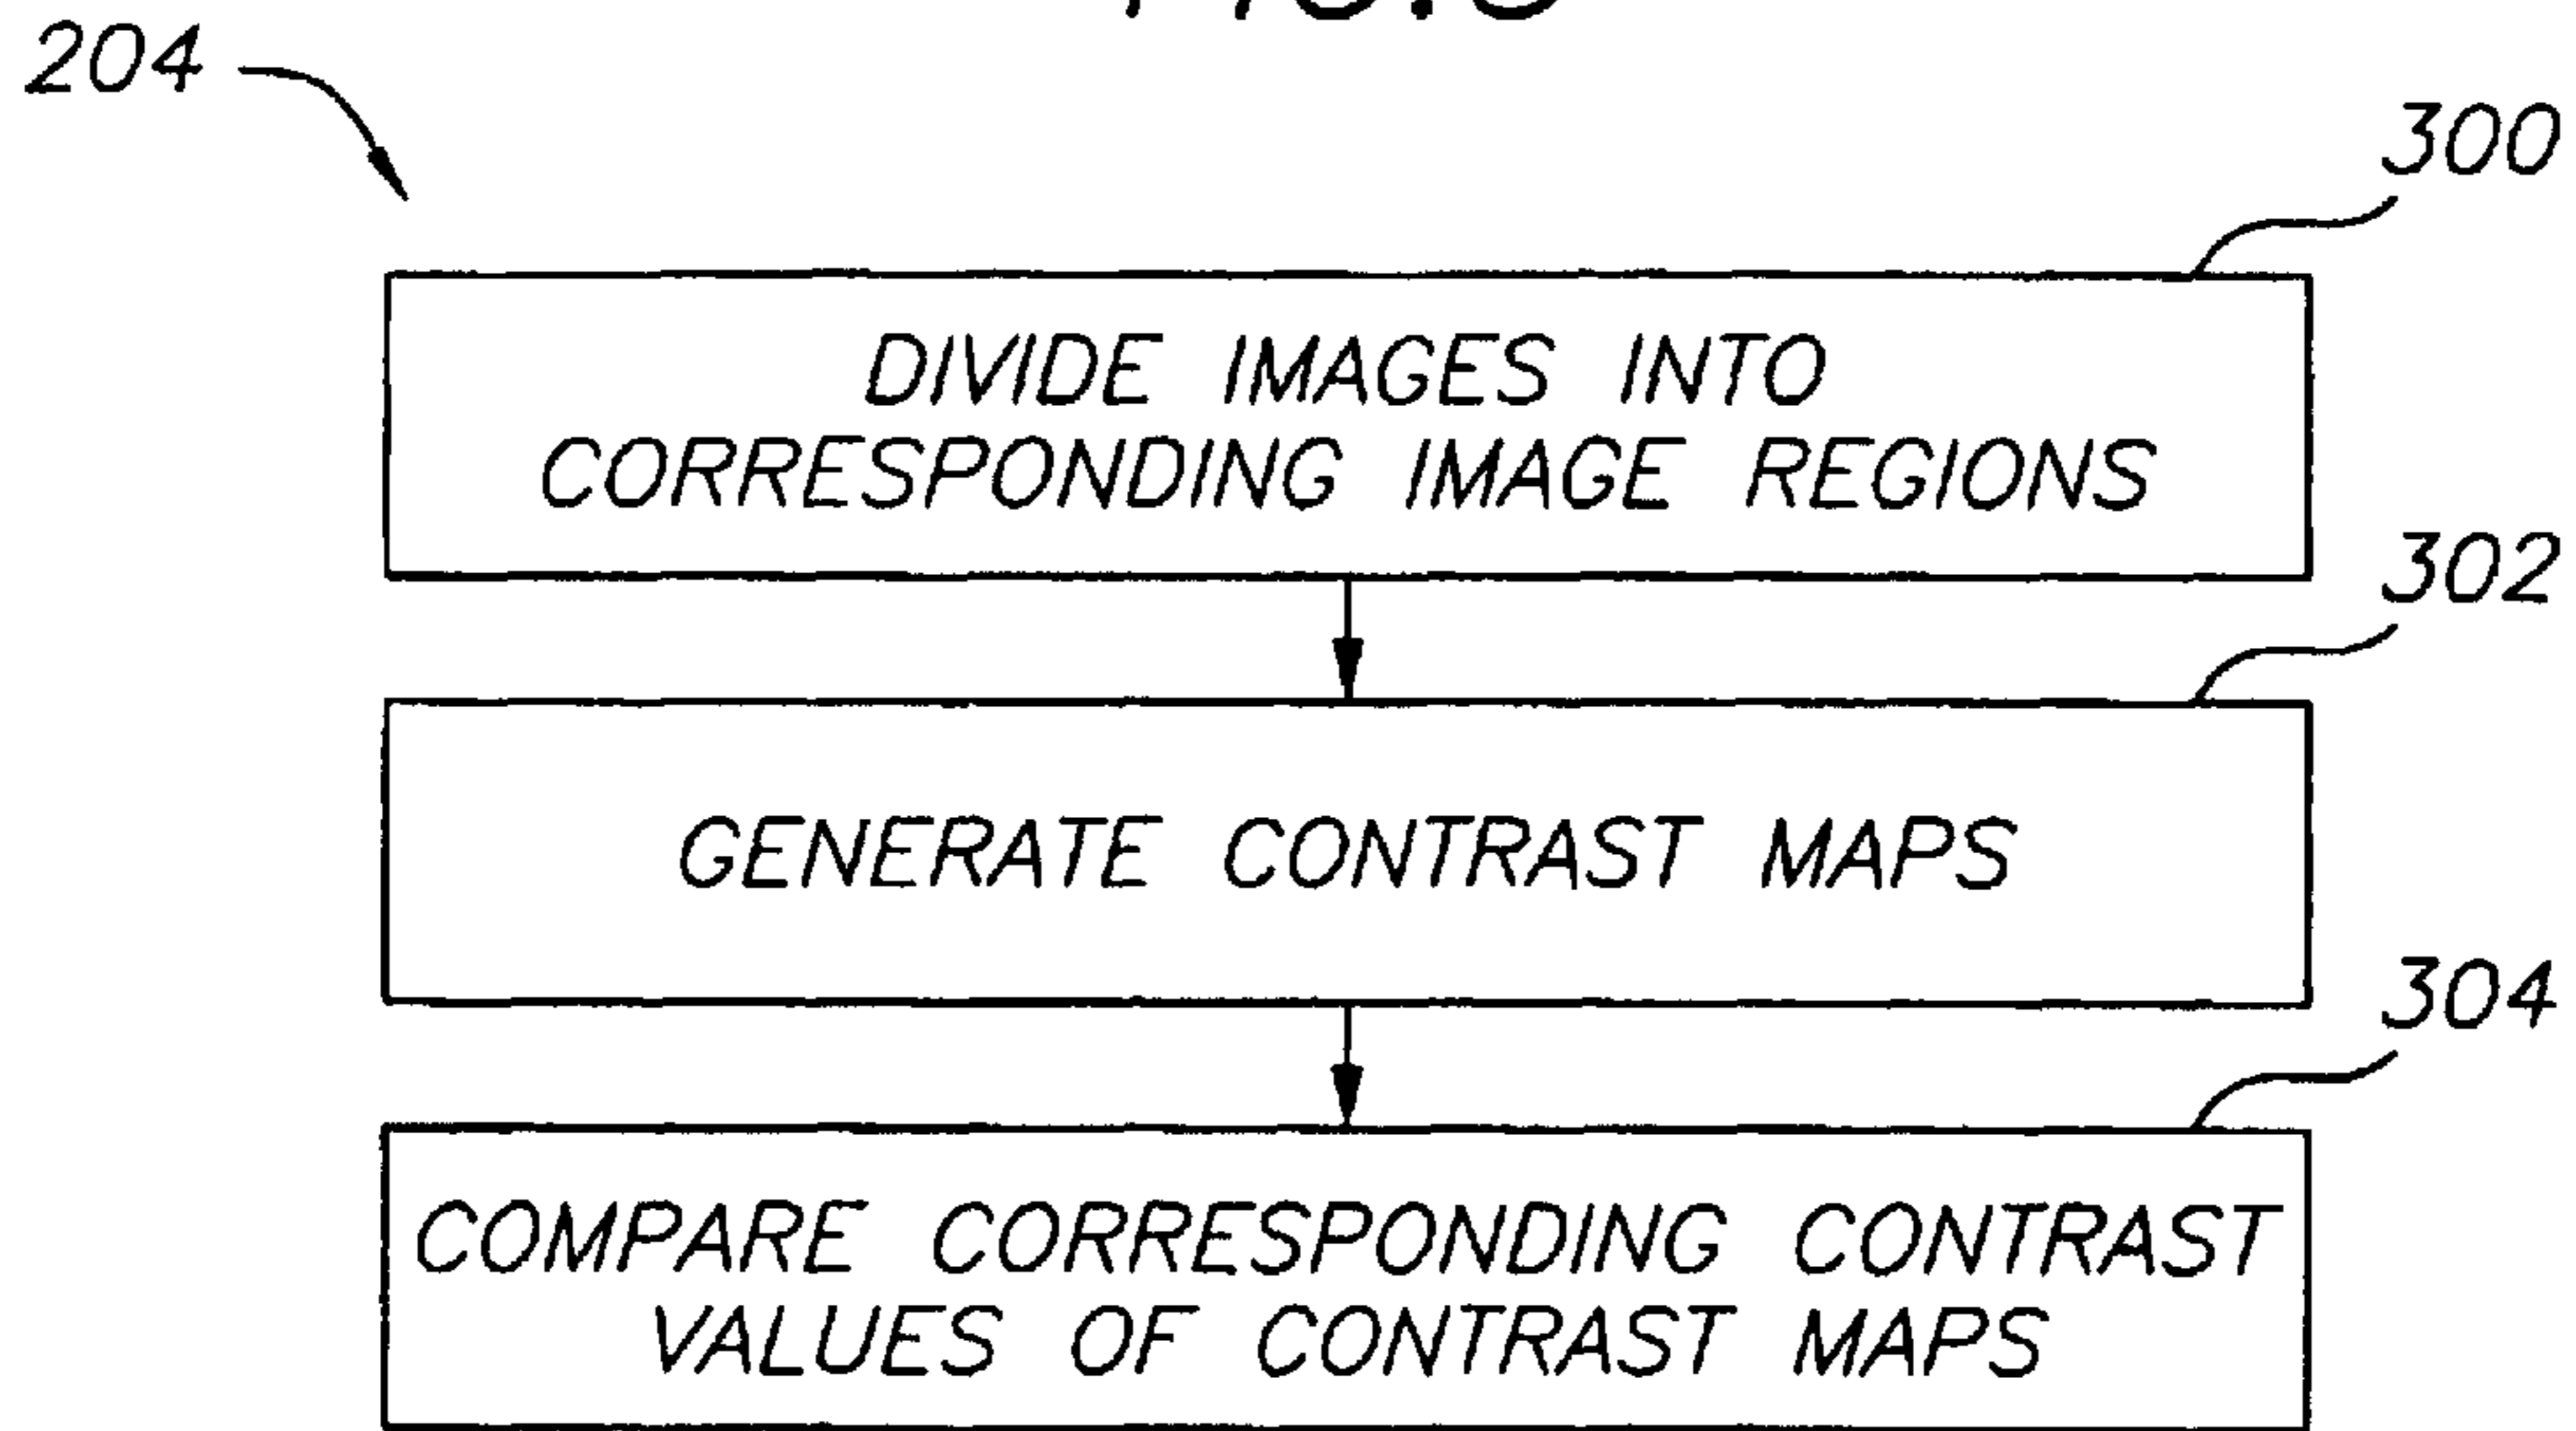 204
300
DIVIDE IMAGES INTO
CORRESPONDING IMAGE REGIONS
302
GENERATE CONTRAST MAPS
304
COMPARE CORRESPONDING CONTRAST
VALUES OF CONTRAST MAPS